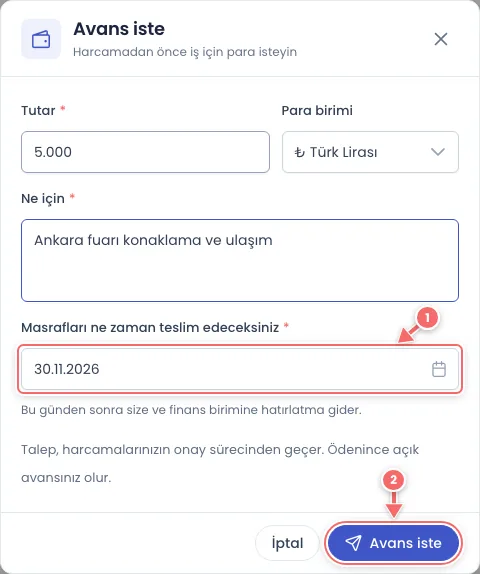 Avans iste
Harcamadan önce iş için para isteyin
Tutar *
Para birimi
5.000
₺ Türk Lirası
Ne için *
Ankara fuarı konaklama ve ulaşım
Masrafları ne zaman teslim edeceksiniz *
1
30.11.2026
Bu günden sonra size ve finans birimine hatırlatma gider.
Talep, harcamalarınızın onay sürecinden geçer. Ödenince açık
avansınız olur.
2
İptal
Avans iste